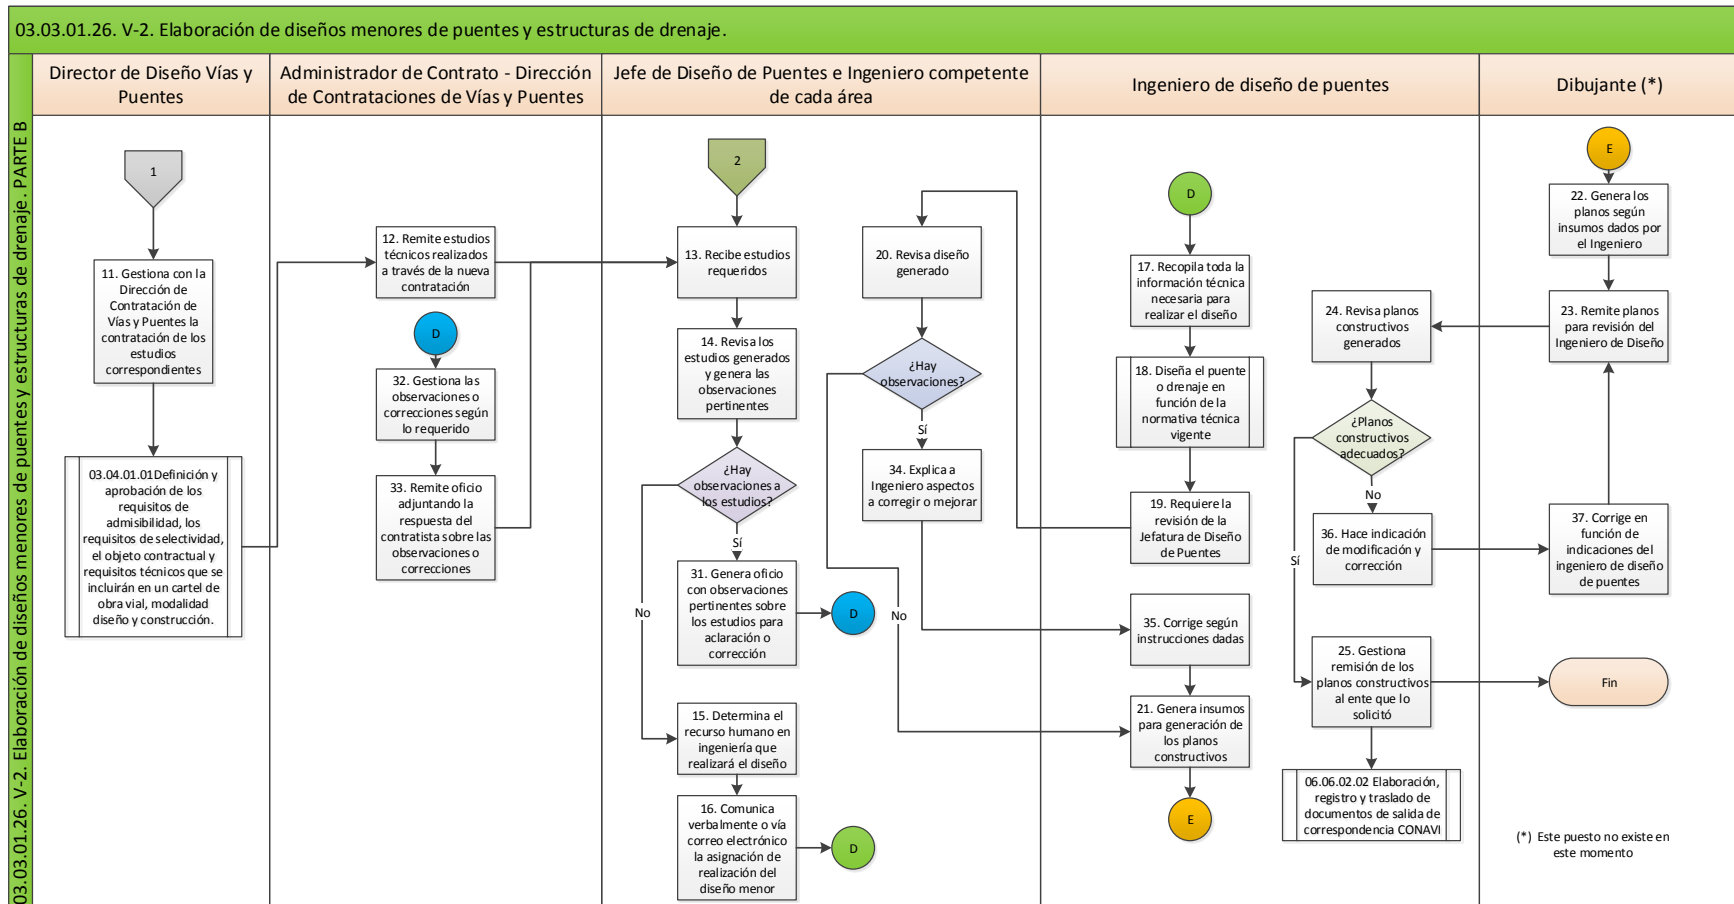 03.03.01.26. V-2. Elaboración de diseños menores de puentes y estructuras de drenaje.
03.03.01.26. V-2. Elaboración de diseños menores de puentes y estructuras de drenaje . PARTE B
Director de Diseño Vías y
Puentes
1
11. Gestiona con la
Dirección de
Contratación de
Vías y Puentes la
contratación de los
estudios
correspondientes
03.04.01.01Definición y
aprobación de los
requisitos de
admisibilidad, los
requisitos de selectividad,
el objeto contractual y
requisitos técnicos que se
incluirán en un cartel de
obra vial, modalidad
diseño y construcción.
Administrador de Contrato - Dirección
de Contrataciones de Vías y Puentes
12. Remite estudios
técnicos realizados
a través de la nueva
contratación
D
32. Gestiona las
observaciones o
correcciones según
lo requerido
33. Remite oficio
adjuntando la
respuesta del
contratista sobre las
observaciones o
correcciones
Jefe de Diseño de Puentes e Ingeniero competente
de cada área
2
13. Recibe estudios
requeridos
14. Revisa los
estudios generados
y genera las
observaciones
pertinentes
¿Hay
observaciones a
los estudios?
Sí
No
31. Genera oficio
con observaciones
pertinentes sobre
los estudios para
aclaración o
corrección
D
15. Determina el
recurso humano en
ingeniería que
realizará el diseño
16. Comunica
verbalmente o vía
correo electrónico
la asignación de
realización del
diseño menor
D
20. Revisa diseño
generado
¿Hay
observaciones?
Sí
No
34. Explica a
Ingeniero aspectos
a corregir o mejorar
Ingeniero de diseño de puentes
D
17. Recopila toda la
información técnica
necesaria para
realizar el diseño
18. Diseña el puente
o drenaje en
función de la
normativa técnica
vigente
19. Requiere la
revisión de la
Jefatura de Diseño
de Puentes
35. Corrige según
instrucciones dadas
21. Genera insumos
para generación de
los planos
constructivos
E
24. Revisa planos
constructivos
generados
¿Planos
constructivos
adecuados?
No
Sí
36. Hace indicación
de modificación y
corrección
25. Gestiona
remisión de los
planos constructivos
al ente que lo
solicitó
06.06.02.02 Elaboración,
registro y traslado de
documentos de salida de
correspondencia CONAVI
Dibujante (*)
E
22. Genera los
planos según
insumos dados por
el Ingeniero
23. Remite planos
para revisión del
Ingeniero de Diseño
37. Corrige en
función de
indicaciones del
ingeniero de diseño
de puentes
Fin
(*) Este puesto no existe en
este momento